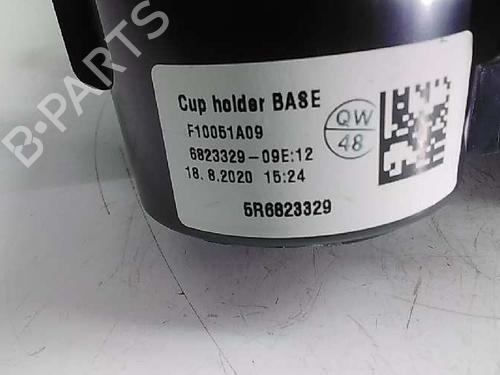 B-PARTS
Cup holder BASE
F10051A09
6823329-09E:12
18. 8.2020 15:24
5R6823329
QW
48